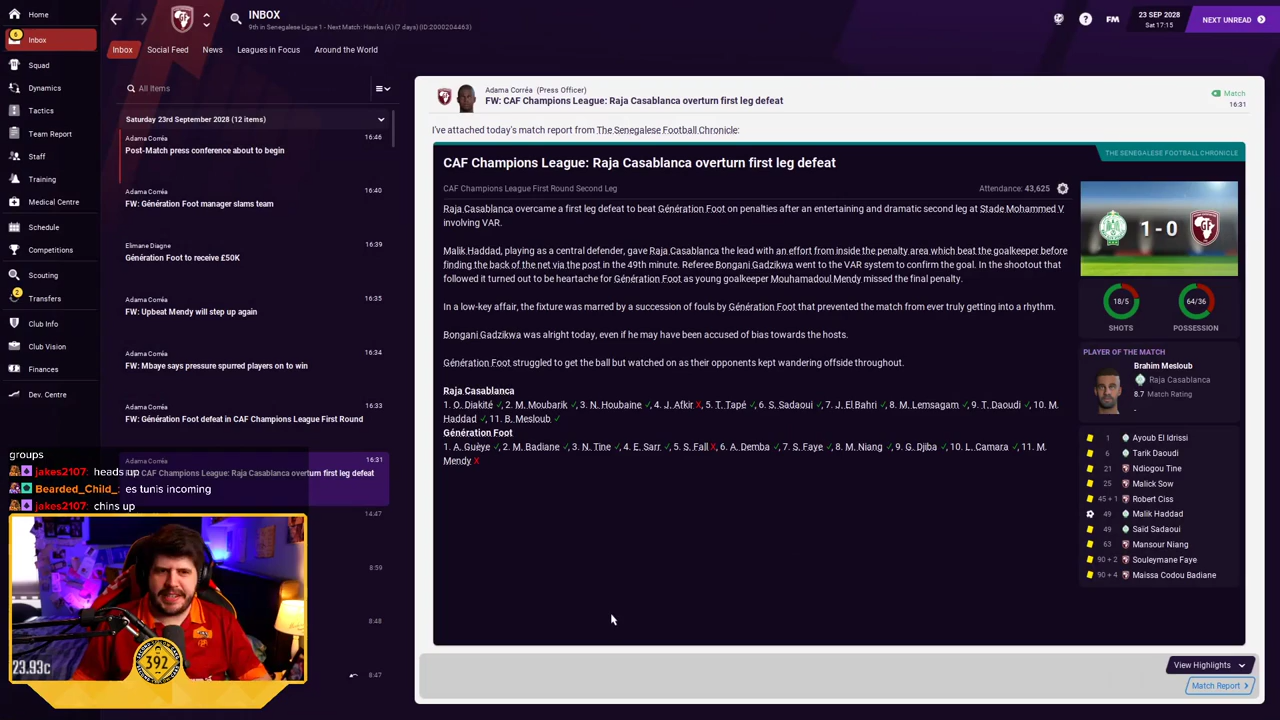 Home
INBOX
9th in Senegalese Ligue 1 - Next Match: Hawks (A) (7 days) (ID:2000204463)
FM
23 SEP 2028
Sat 17:15
NEXT UNREAD
6
Inbox
Squad
Dynamics
Tactics
Team Report
Staff
Training
Medical Centre
Schedule
Competitions
Scouting
2
Transfers
Club Info
Club Vision
Finances
Dev. Centre
Inbox
Social Feed
News
Leagues in Focus
Around the World
All Items
Saturday 23rd September 2028 (12 items)
Adama Corréa 16:46
Post-Match press conference about to begin
Adama Corréa 16:40
FW: Génération Foot manager slams team
Elimane Diagne 16:39
Génération Foot to receive £50K
Adama Corréa 16:35
FW: Upbeat Mendy will step up again
Adama Corréa 16:34
FW: Mbaye says pressure spurred players on to win
Adama Corréa 16:33
FW: Génération Foot defeat in CAF Champions League First Round
Adama Corréa 16:31
CAF Champions League: Raja Casablanca overturn first leg defeat
14:47
8:59
8:48
8:47
groups
jakes2107: heads up
Bearded_Child_: es tunis incoming
jakes2107: chins up
392
23.93c
Adama Corréa (Press Officer)
FW: CAF Champions League: Raja Casablanca overturn first leg defeat
Match
16:31
I've attached today's match report from The Senegalese Football Chronicle:
THE SENEGALESE FOOTBALL CHRONICLE
CAF Champions League: Raja Casablanca overturn first leg defeat
CAF Champions League First Round Second Leg
Attendance: 43,625
Raja Casablanca overcame a first leg defeat to beat Génération Foot on penalties after an entertaining and dramatic second leg at Stade Mohammed V
involving VAR.
Malik Haddad, playing as a central defender, gave Raja Casablanca the lead with an effort from inside the penalty area which beat the goalkeeper before
finding the back of the net via the post in the 49th minute. Referee Bongani Gadzikwa went to the VAR system to confirm the goal. In the shootout that
followed it turned out to be heartache for Génération Foot as young goalkeeper Mouhamadoul Mendy missed the final penalty.
In a low-key affair, the fixture was marred by a succession of fouls by Génération Foot that prevented the match from ever truly getting into a rhythm.
Bongani Gadzikwa was alright today, even if he may have been accused of bias towards the hosts.
Génération Foot struggled to get the ball but watched on as their opponents kept wandering offside throughout.
Raja Casablanca
1. O. Diakité ✓, 2. M. Moubarik ✓, 3. N. Houbaine ✓, 4. J. Afkir X, 5. T. Tapé ✓, 6. S. Sadaoui ✓, 7. J. El Bahri ✓, 8. M. Lemsagam ✓, 9. T. Daoudi ✓, 10. M.
Haddad ✓, 11. B. Mesloub ✓
Génération Foot
1. A. Guèye ✓, 2. M. Badiane ✓, 3. N. Tine ✓, 4. E. Sarr ✓, 5. S. Fall X, 6. A. Demba ✓, 7. S. Faye ✓, 8. M. Niang ✓, 9. G. Djiba ✓, 10. L. Camara ✓, 11. M.
Mendy X
1 - 0
18/5
SHOTS
64/36
POSSESSION
PLAYER OF THE MATCH
Brahim Mesloub
Raja Casablanca
8.7 Match Rating
-
1 Ayoub El Idrissi
6 Tarik Daoudi
21 Ndiogou Tine
25 Malick Sow
45 + 1 Robert Ciss
49 Malik Haddad
49 Saïd Sadaoui
63 Mansour Niang
90 + 2 Souleymane Faye
90 + 4 Maissa Codou Badiane
View Highlights
Match Report